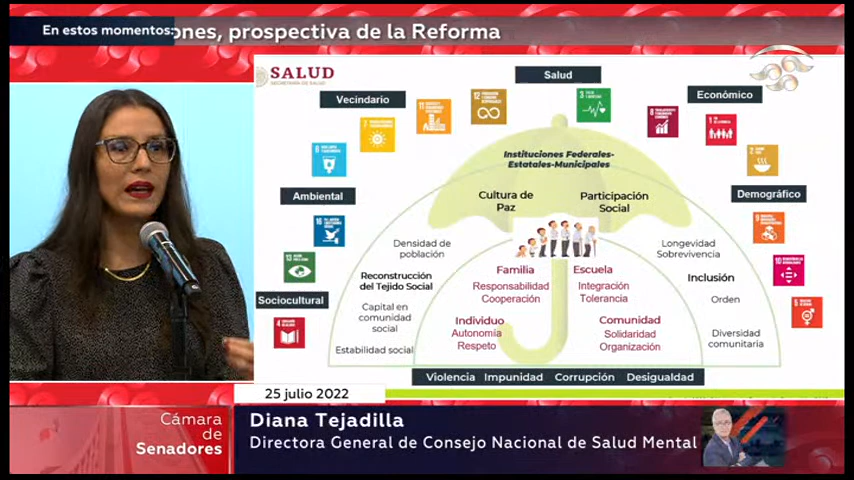 En estos momentos:
ones, prospectiva de la Reforma
SALUD
SECRETARÍA DE SALUD
Salud
Vecindario
Económico
Instituciones Federales-
Estatales-Municipales
Ambiental
Cultura de
Paz
Participación
Social
Demográfico
Densidad de
población
Longevidad
Sobrevivencia
Familia
Escuela
Reconstrucción
del Tejido Social
Responsabilidad
Cooperación
Integración
Tolerancia
Inclusión
Sociocultural
Capital en
comunidad
social
Orden
Individuo
Autonomía
Respeto
Comunidad
Solidaridad
Organización
Estabilidad social
Diversidad
comunitaria
Violencia Impunidad Corrupción Desigualdad
25 julio 2022
Cámara
de
Senadores
Diana Tejadilla
Directora General de Consejo Nacional de Salud Mental